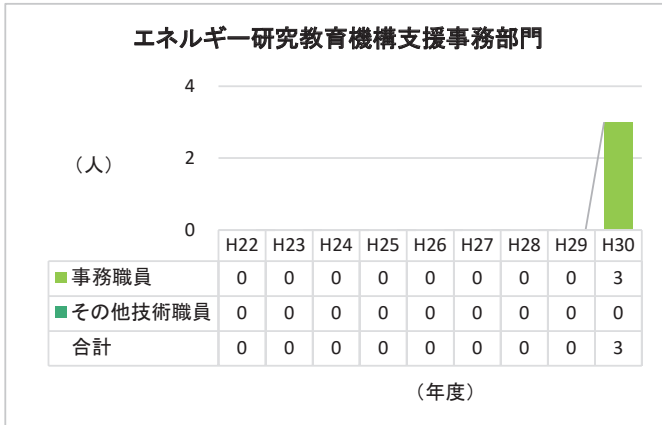 エネルギー研究教育機構支援事務部門
4
（人）
2
0
H22 H23 H24 H25 H26 H27 H28 H29 H30
事務職員 0 0 0 0 0 0 0 0 3
その他技術職員 0 0 0 0 0 0 0 0 0
合計 0 0 0 0 0 0 0 0 3
（年度）